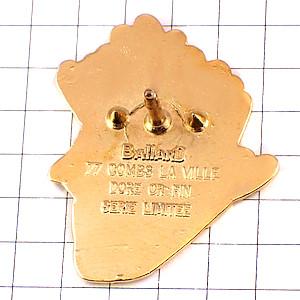 BALLARD
77 COMBS LA VILLE
DORE OR FIN
SERIE LIMITEE